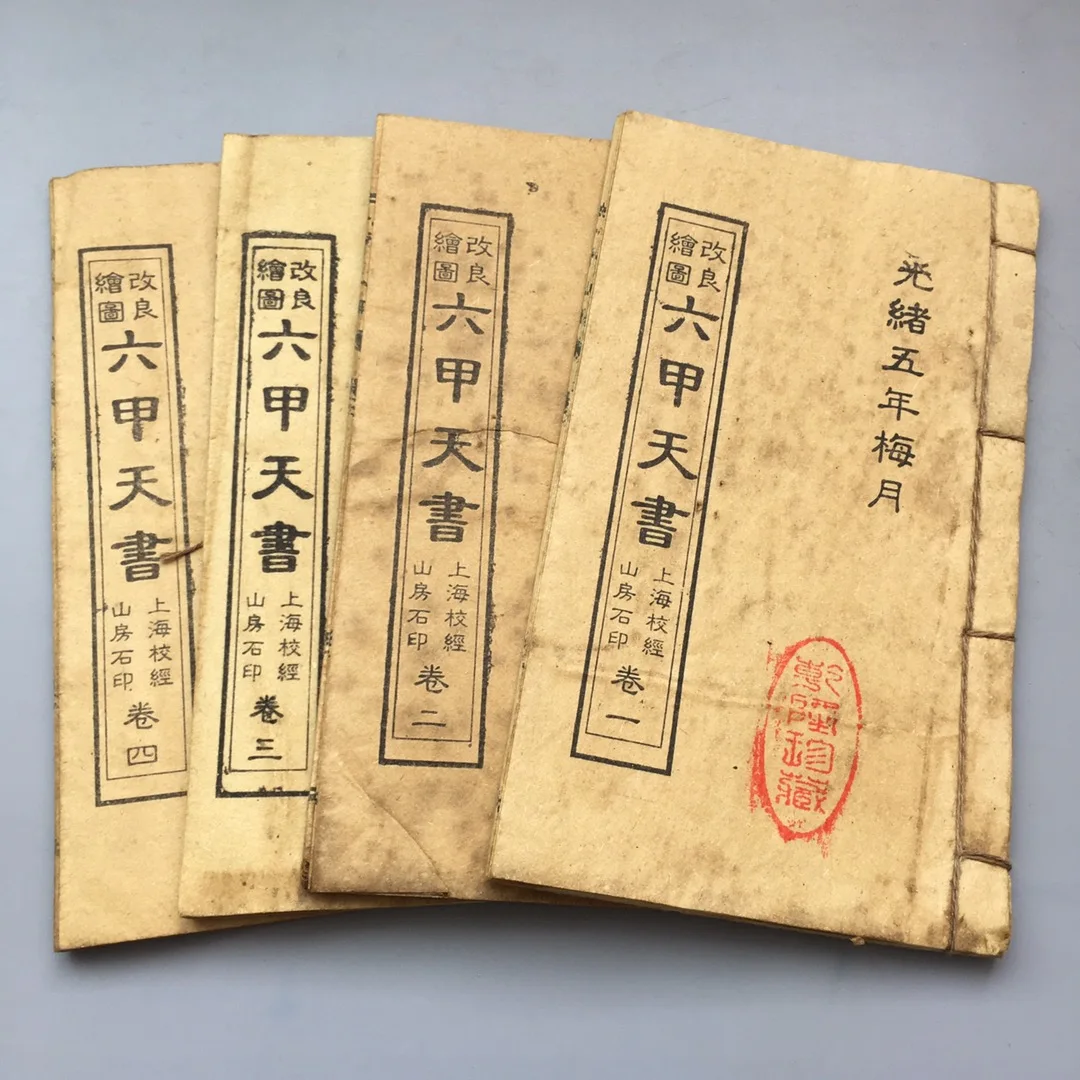 光緒五年梅月
珍藏
改良
繪圖
六甲天書
上海校經
山房石印
卷一
改良
繪圖
六甲天書
上海校經
山房石印
卷二
改良
繪圖
六甲天書
上海校經
山房石印
卷三
改良
繪圖
六甲天書
上海校經
山房石印
卷四